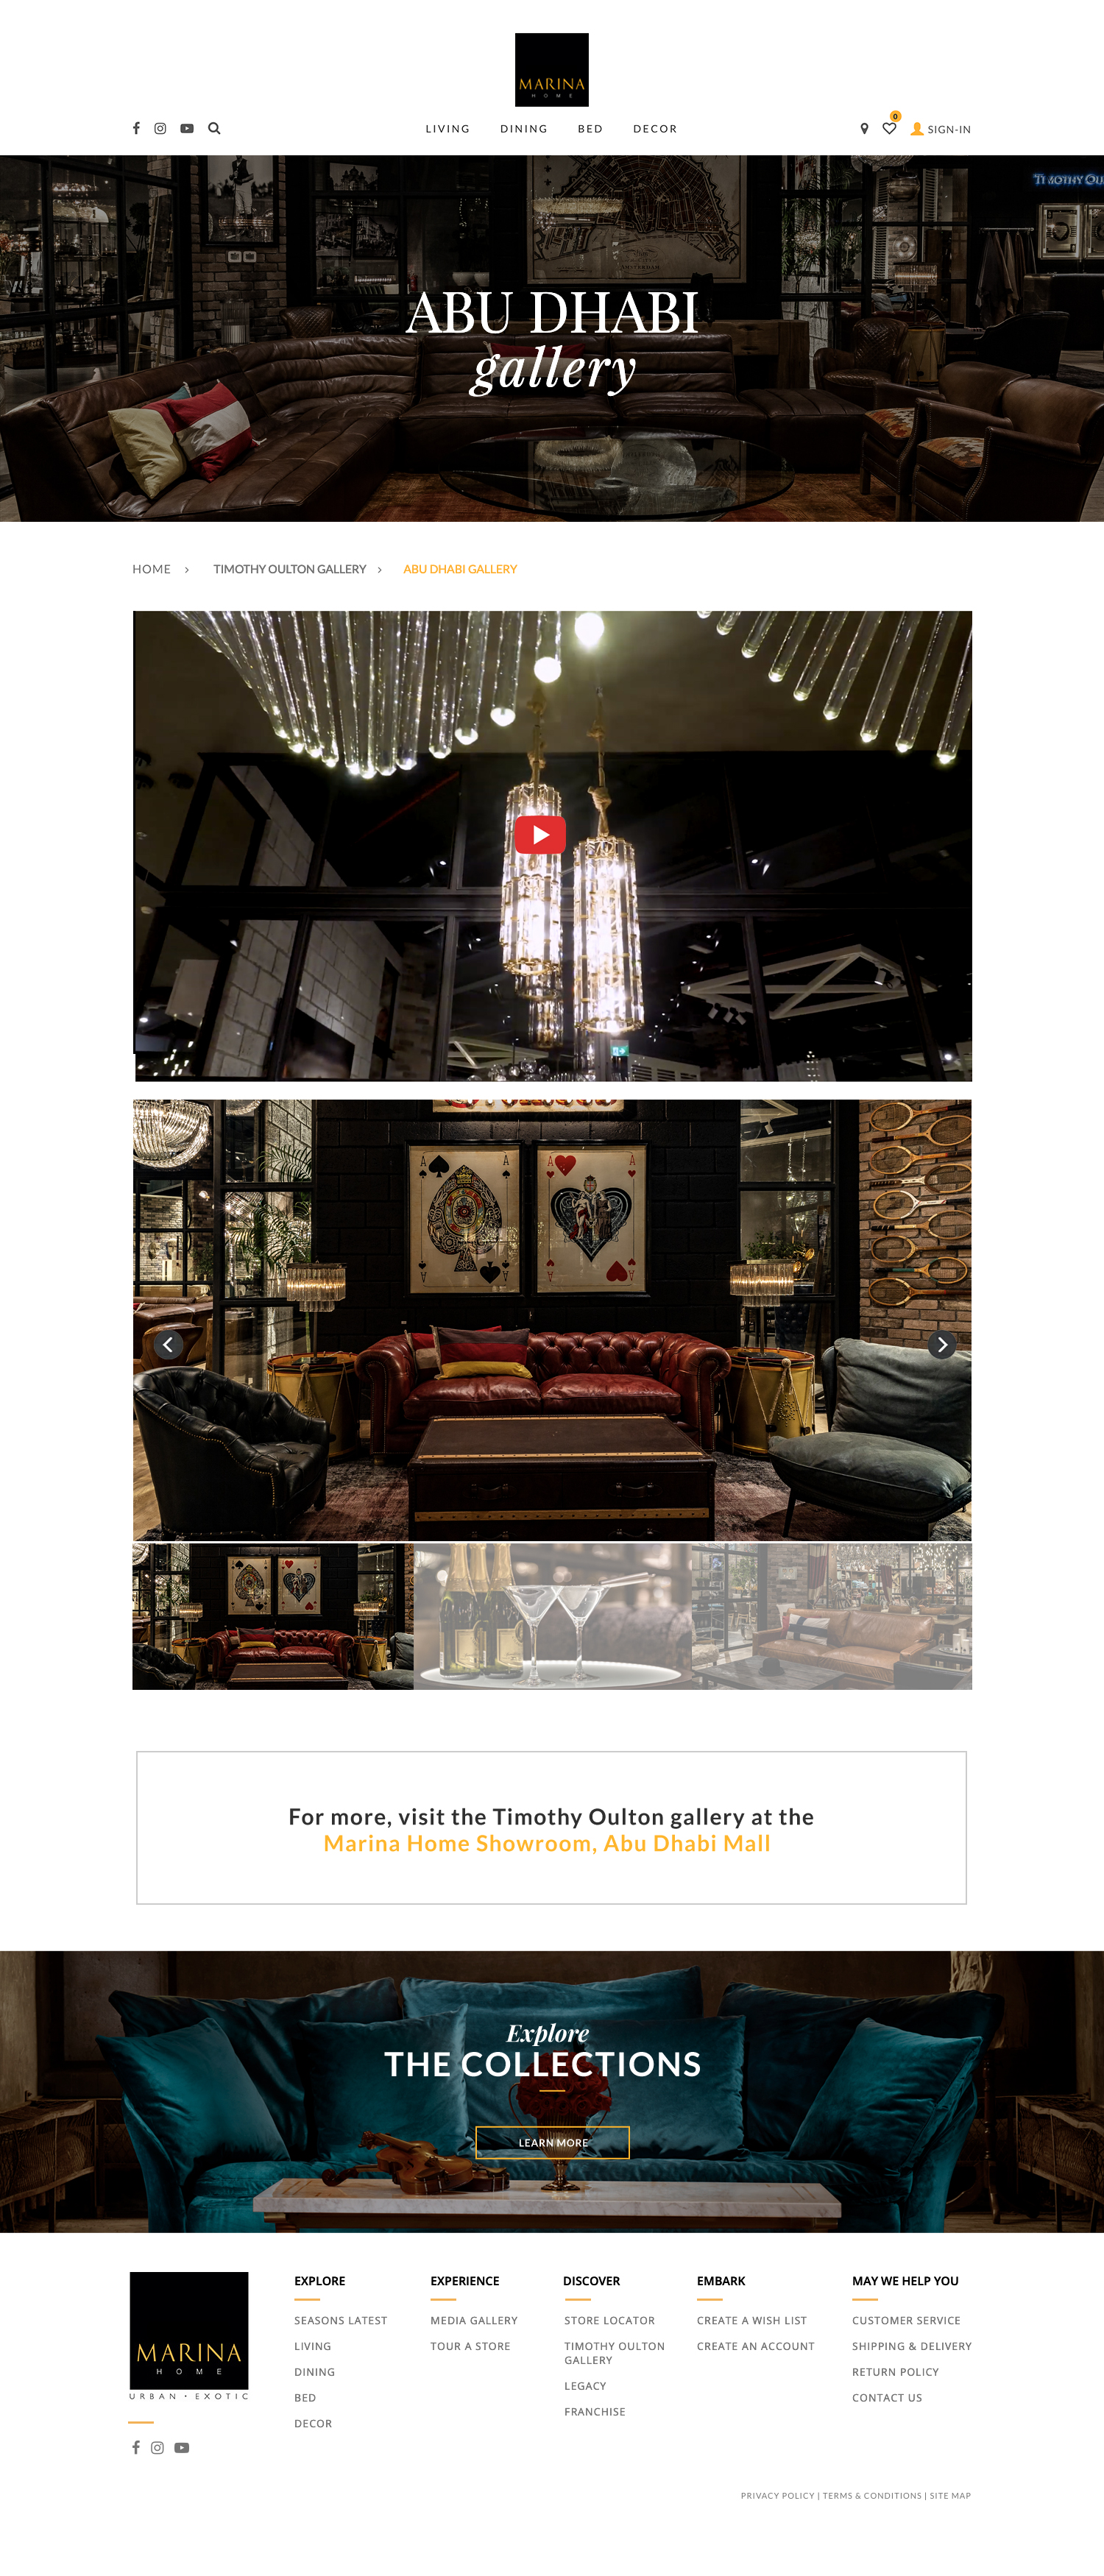 MARINA
HOME
LIVING DINING BED DECOR
0
SIGN-IN
AMSTERDAM
ABU DHABI
gallery
HOME > TIMOTHY OULTON GALLERY > ABU DHABI GALLERY
A A
A A
For more, visit the Timothy Oulton gallery at the
Marina Home Showroom, Abu Dhabi Mall
Explore
THE COLLECTIONS
LEARN MORE
MARINA
HOME
URBAN • EXOTIC
EXPLORE
SEASONS LATEST
LIVING
DINING
BED
DECOR
EXPERIENCE
MEDIA GALLERY
TOUR A STORE
DISCOVER
STORE LOCATOR
TIMOTHY OULTON
GALLERY
LEGACY
FRANCHISE
EMBARK
CREATE A WISH LIST
CREATE AN ACCOUNT
MAY WE HELP YOU
CUSTOMER SERVICE
SHIPPING & DELIVERY
RETURN POLICY
CONTACT US
PRIVACY POLICY | TERMS & CONDITIONS | SITE MAP